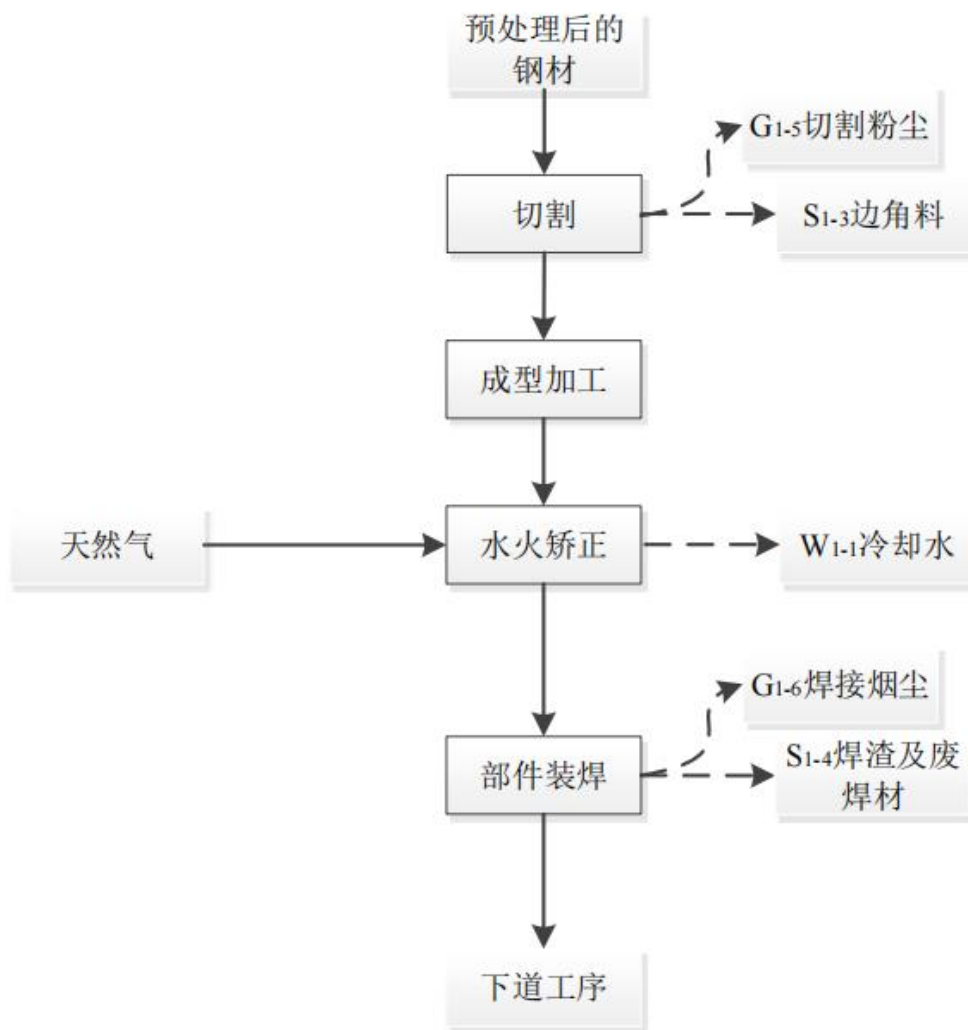 预处理后的
钢材
G1-5切割粉尘
切割
S1-3边角料
成型加工
天然气
水火矫正
W1-1冷却水
G1-6焊接烟尘
部件装焊
S1-4焊渣及废
焊材
下道工序